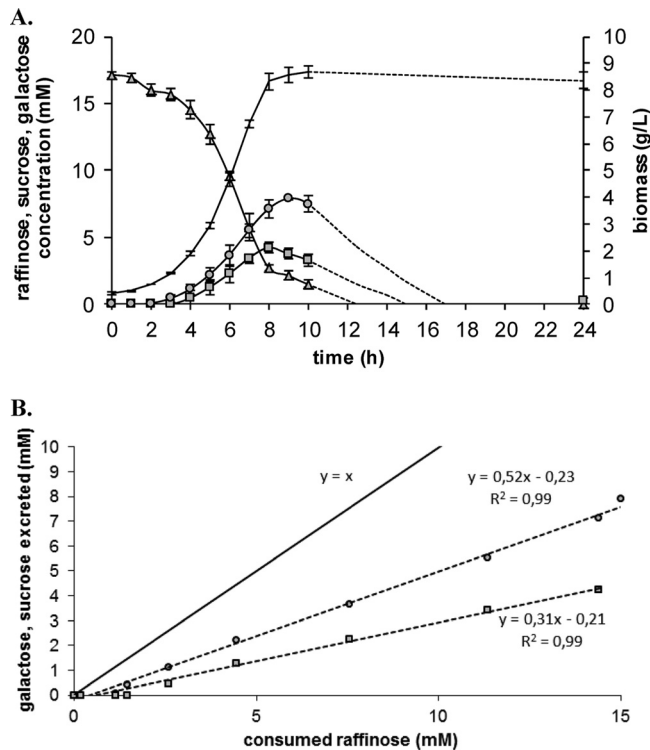 A.
raffinose, sucrose, galactose
concentration (mM)
20
15
10
5
0
10
9
8
7
6
5
4
3
2
1
0
biomass (g/L)
0 2 4 6 8 10 12 14 16 18 20 22 24
time (h)
B.
galactose, sucrose excreted (mM)
10
9
8
7
6
5
4
3
2
1
0
y = x
y = 0,52x - 0,23
R² = 0,99
y = 0,31x - 0,21
R² = 0,99
0 5 10 15
consumed raffinose (mM)